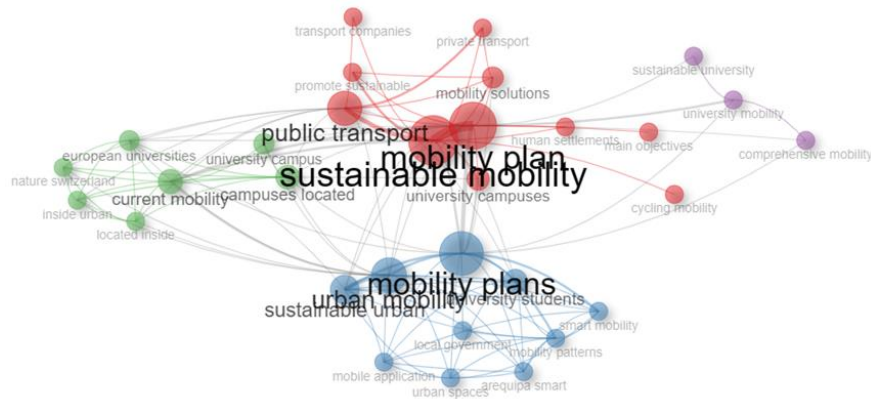 transport companies
private transport
sustainable university
promote sustainable
mobility solutions
university mobility
public transport
human settlements
main objectives
comprehensive mobility
european universities
university campus
mobility plan
nature switzerland
sustainable mobility
current mobility
campuses located
university campuses
inside urban
cycling mobility
located inside
mobility plans
urban mobility
university students
sustainable urban
smart mobility
local government
mobility patterns
mobile application
urban spaces
arequipa smart